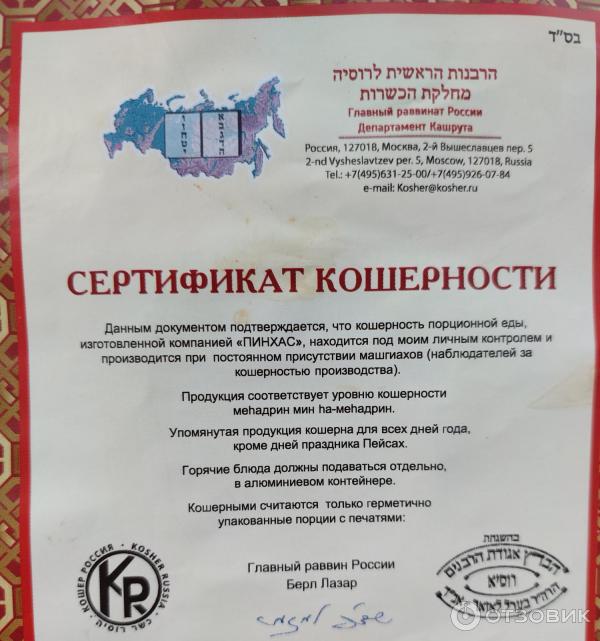 בס"ד
הרבנות הראשית לרוסיה
מחלקת הכשרות
Главный раввинат России
Департамент Кашрута
Россия, 127018, Москва, 2-й Вышеславцев пер. 5
2-nd Vysheslavtzev per. 5, Moscow, 127018, Russia
Tel.: +7(495)631-25-00/+7(495)926-07-84
e-mail: Kosher@kosher.ru
СЕРТИФИКАТ КОШЕРНОСТИ
Данным документом подтверждается, что кошерность порционной еды,
изготовленной компанией «ПИНХАС», находится под моим личным контролем и
производится при постоянном присутствии машгиахов (наблюдателей за
кошерностью производства).
Продукция соответствует уровню кошерности
меhадрин мин hа-меhадрин.
Упомянутая продукция кошерна для всех дней года,
кроме дней праздника Пейсах.
Горячие блюда должны подаваться отдельно,
в алюминиевом контейнере.
Кошерными считаются только герметично
упакованные порции с печатями:
КОШЕР РОССИЯ · KOSHER RUSSIA
KR
Главный раввин России
Берл Лазар
בהשגחת
הבד״ץ אגודת הרבנים
רוסיא
ОТЗОВИК